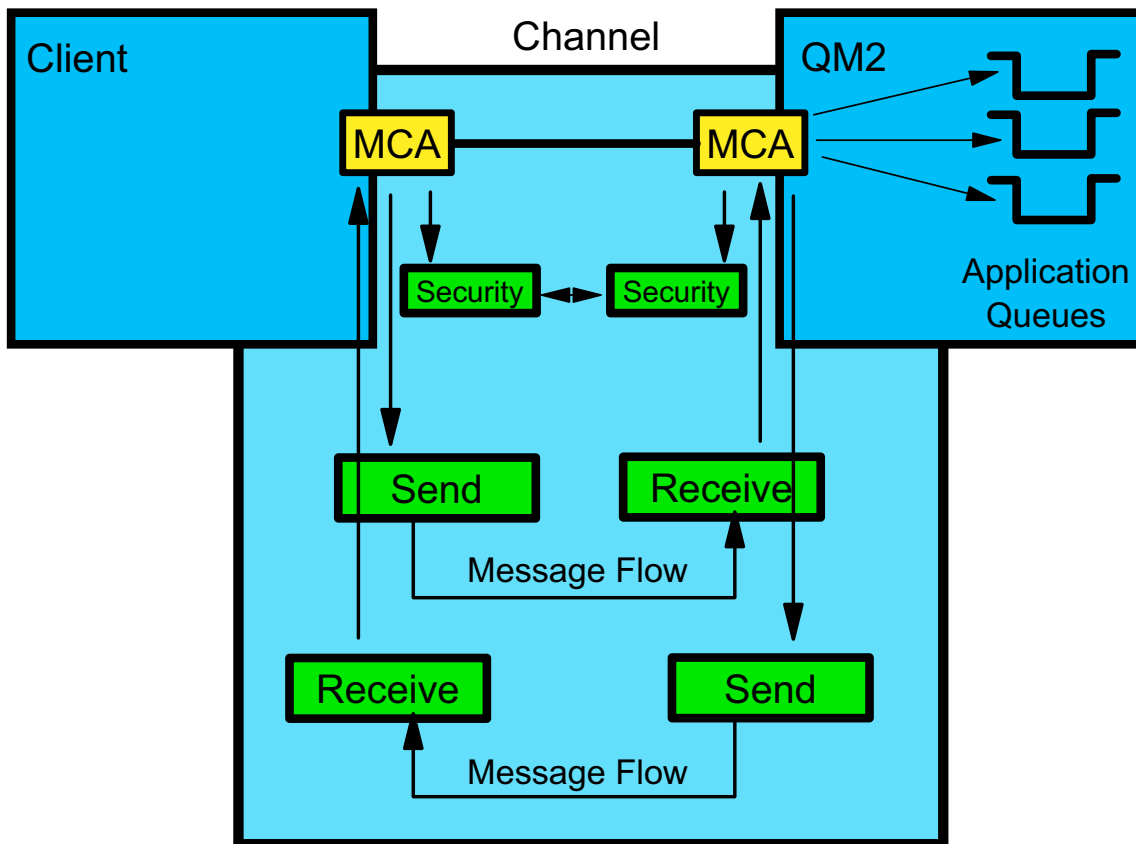 Channel
Client
QM2
MCA
MCA
Security
Security
Application
Queues
Send
Receive
Message Flow
Receive
Send
Message Flow